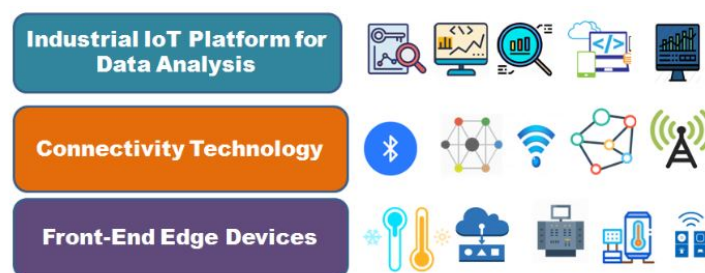 Industrial IoT Platform for
Data Analysis
</>
Connectivity Technology
</>
Front-End Edge Devices